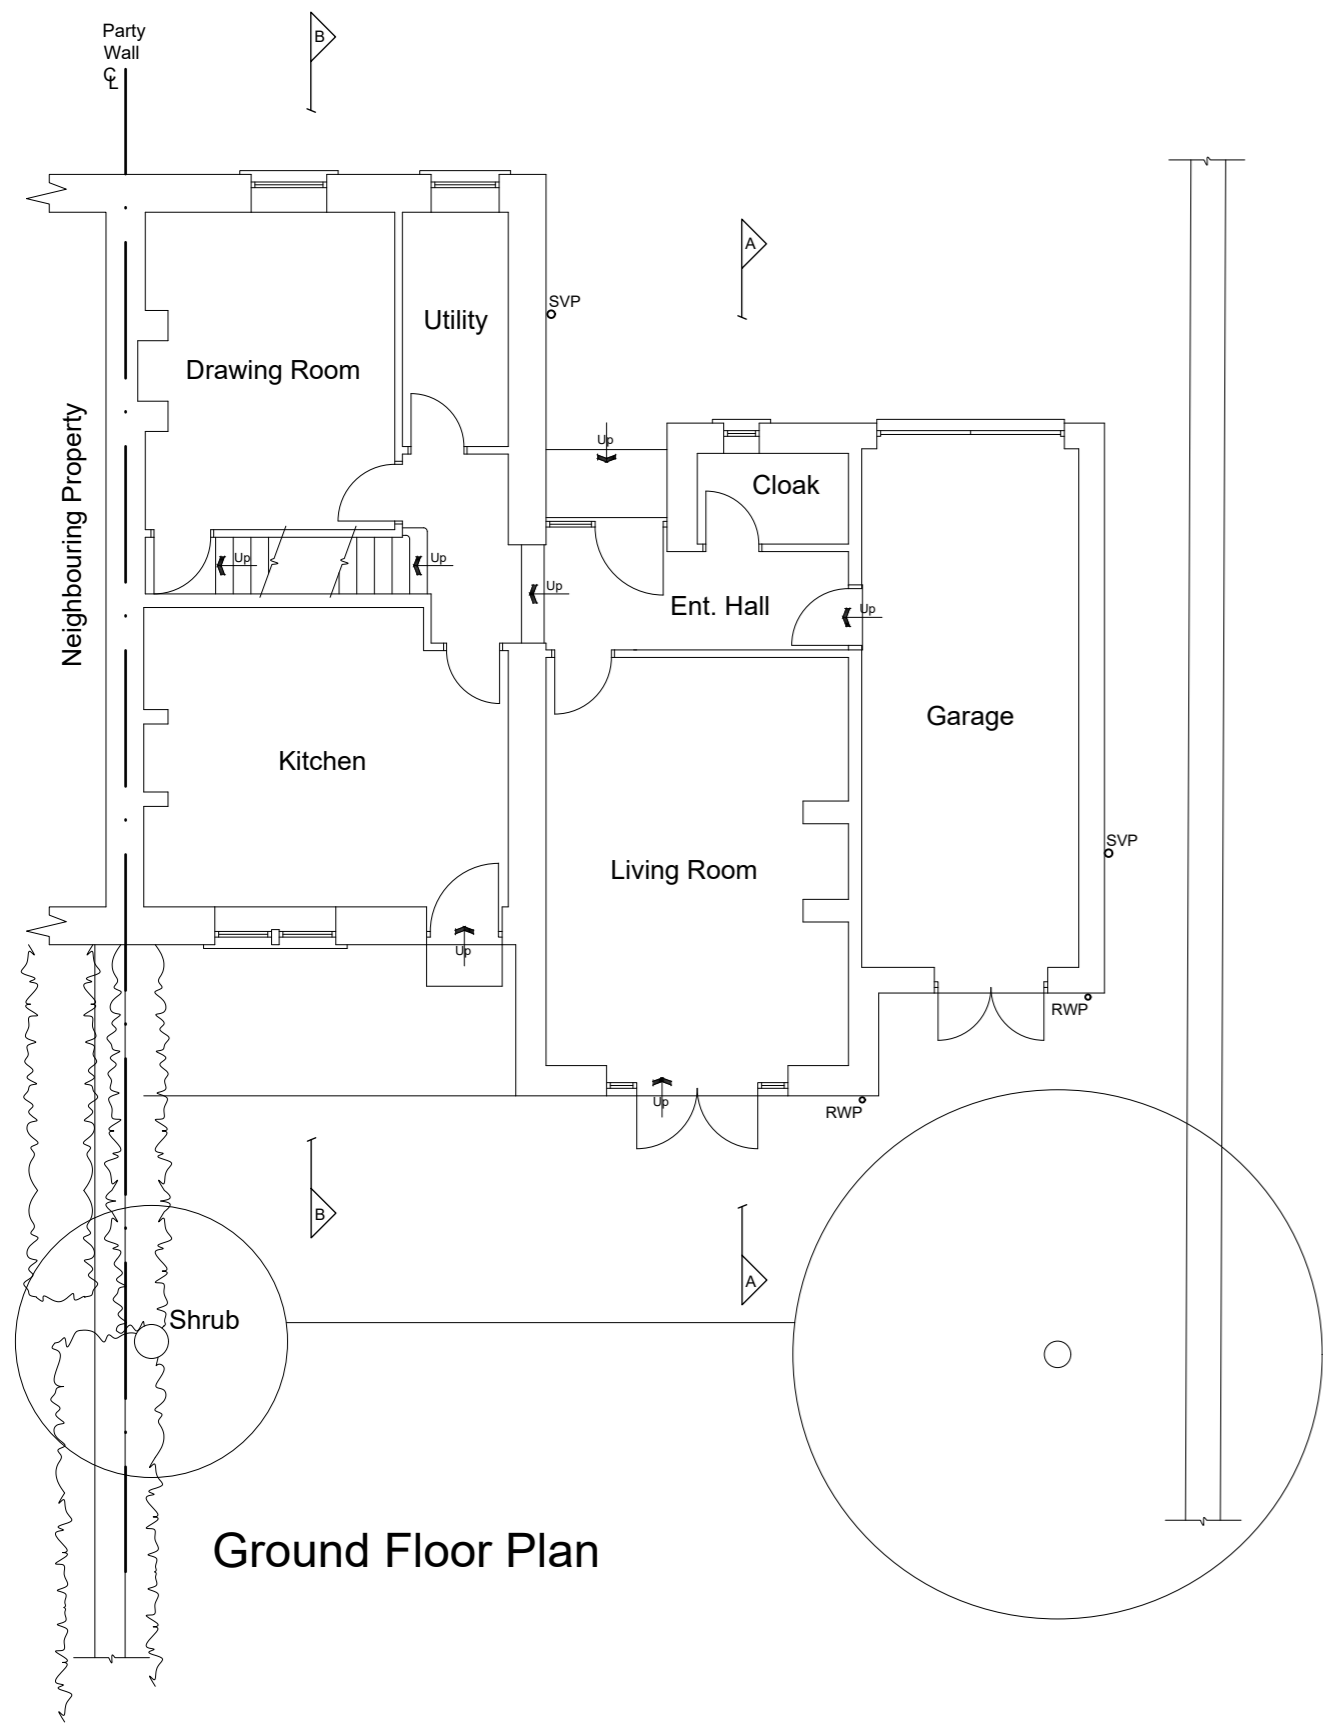 Party
Wall
CL
B
A
SVP
Utility
Drawing Room
Neighbouring Property
Up
Cloak
Up
Up
Up
Up
Ent. Hall
Garage
Kitchen
SVP
Living Room
Up
RWP
Up
RWP
B
A
Shrub
Ground Floor Plan
Up